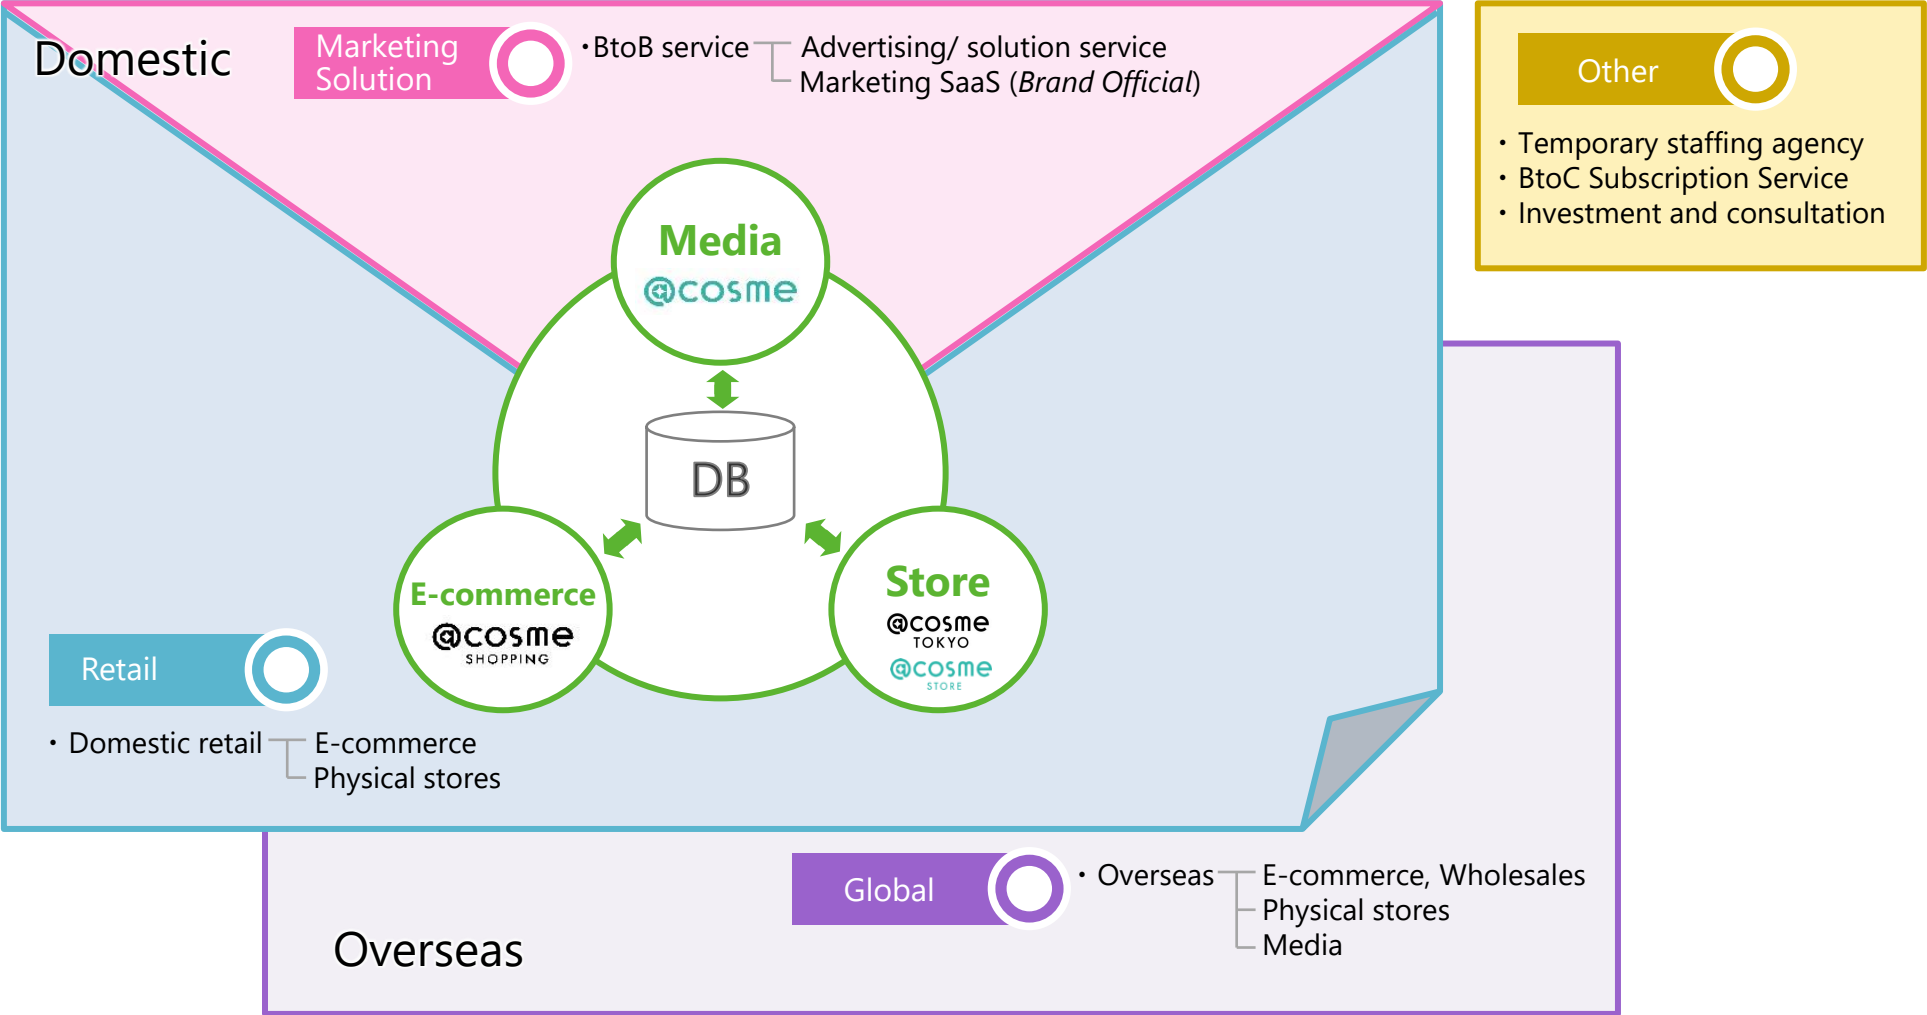 Domestic
Marketing
Solution
・BtoB service
Advertising/ solution service
Marketing SaaS (Brand Official)
Other
・ Temporary staffing agency
・ BtoC Subscription Service
・ Investment and consultation
Media
@cosme
DB
E-commerce
@cosme
SHOPPING
Store
@cosme
TOKYO
@cosme
STORE
Retail
・ Domestic retail
E-commerce
Physical stores
Global
・ Overseas
E-commerce, Wholesales
Physical stores
Media
Overseas